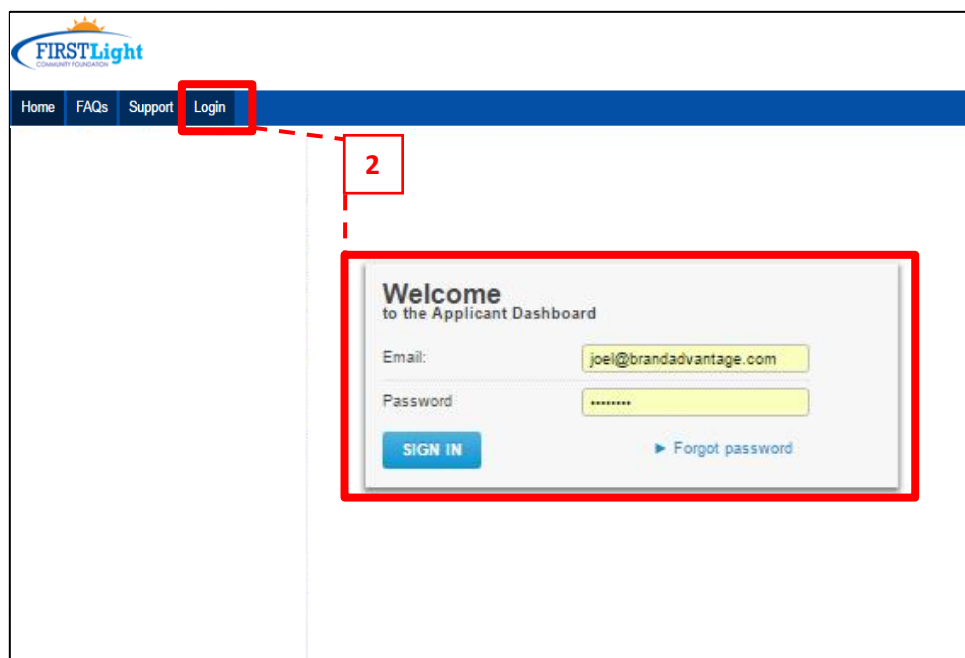 FIRSTLight
COMMUNITY FOUNDATION
Home FAQs Support Login
2
Welcome
to the Applicant Dashboard
Email: joel@brandadvantage.com
Password ••••••••
SIGN IN ► Forgot password